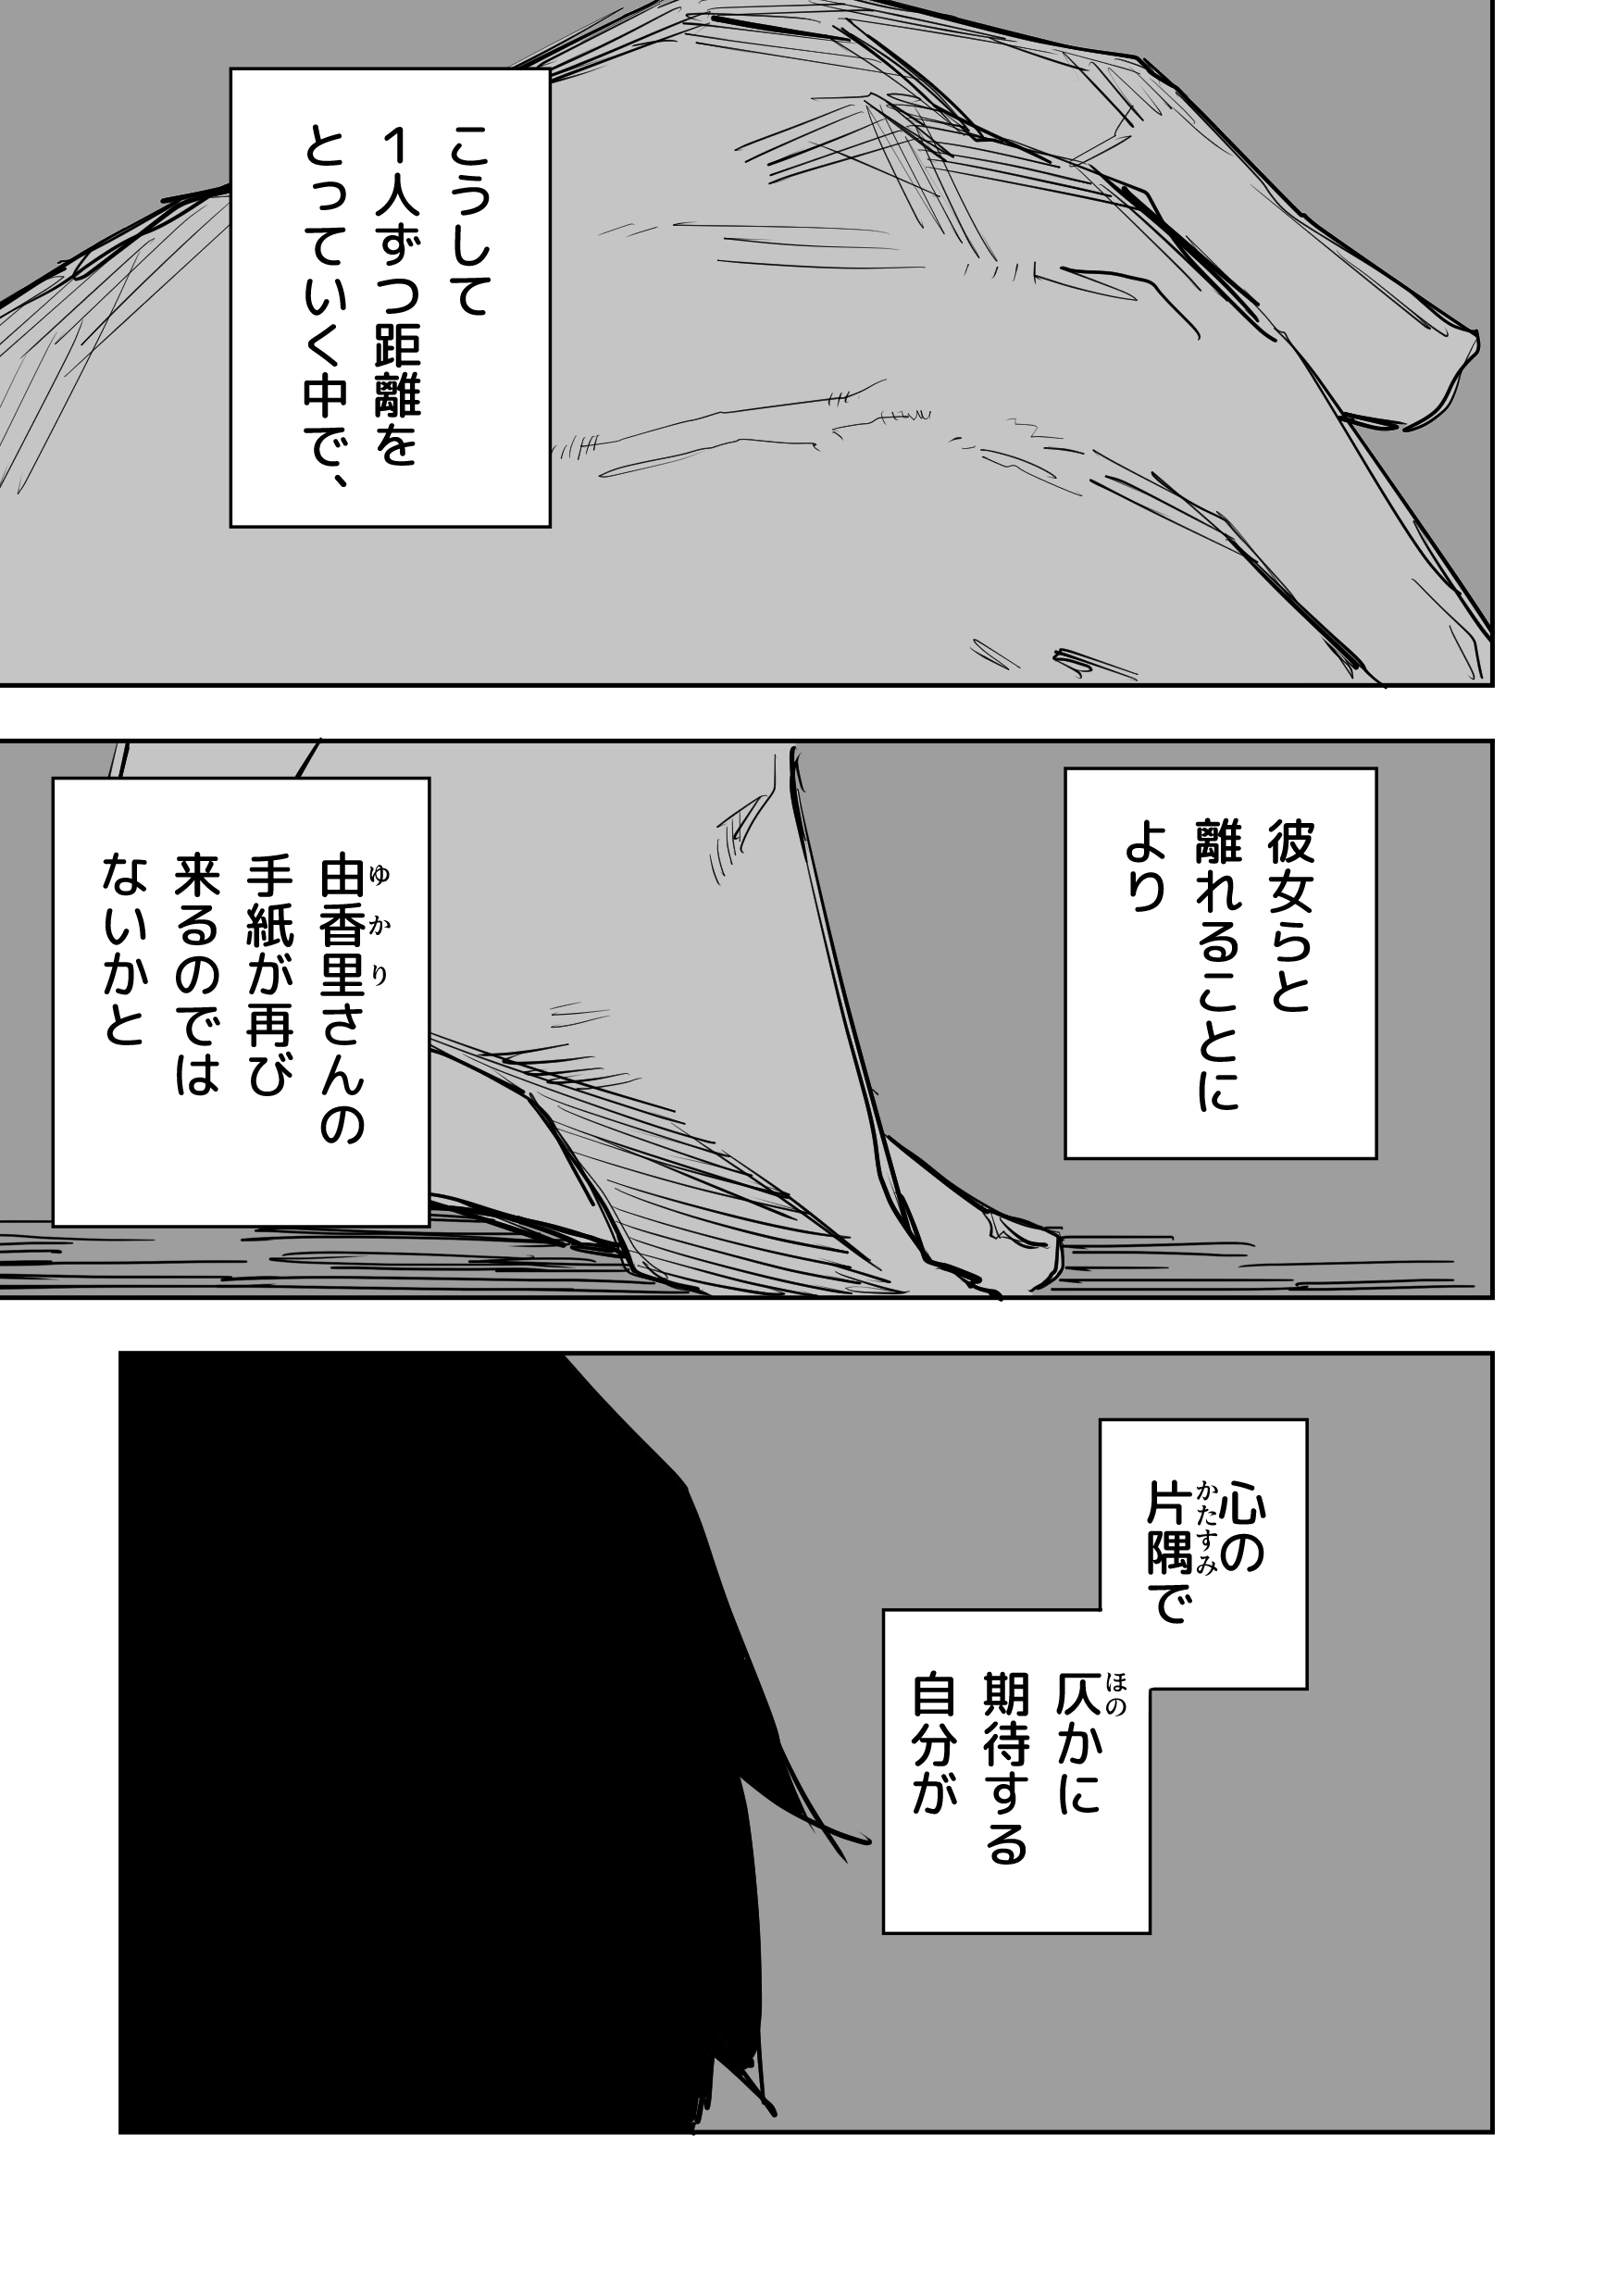 こうして
１人ずつ距離を
とっていく中で、
彼女らと
離れることに
より
由香里さんの
ゆかり
手紙が再び
来るのでは
ないかと
心の
片隅で
かたすみ
仄かに
ほの
期待する
自分が